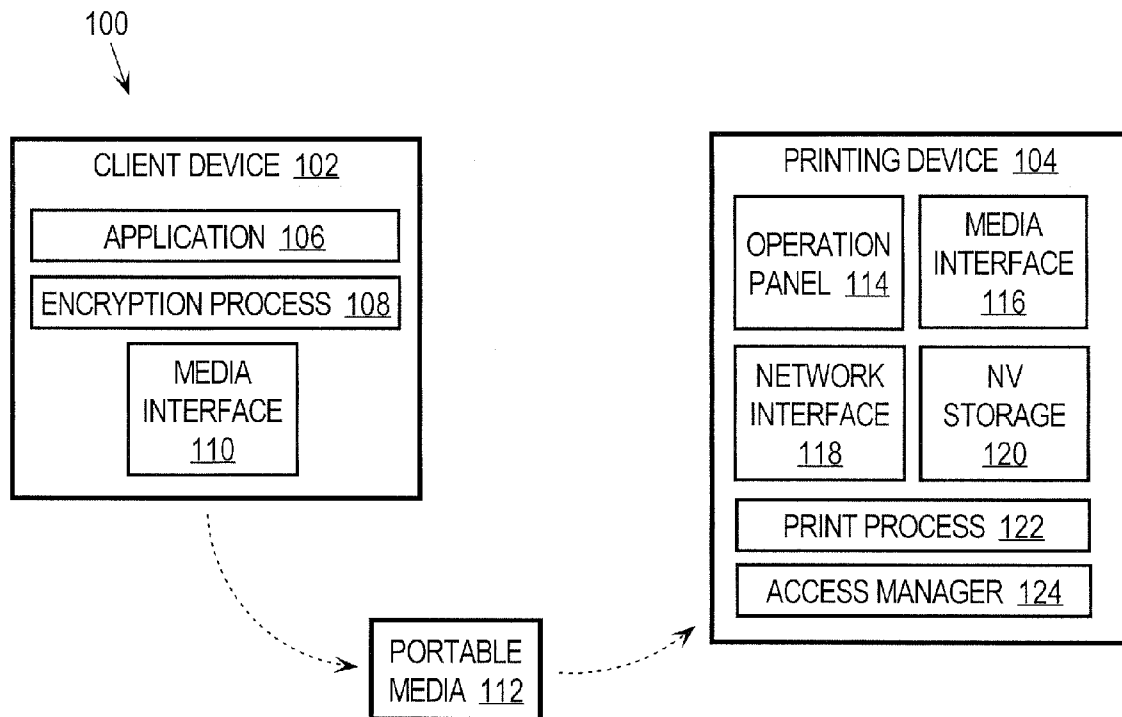 100
CLIENT DEVICE 102
APPLICATION 106
ENCRYPTION PROCESS 108
MEDIA
INTERFACE
110
PORTABLE
MEDIA 112
PRINTING DEVICE 104
OPERATION
PANEL 114
MEDIA
INTERFACE
116
NETWORK
INTERFACE
118
NV
STORAGE
120
PRINT PROCESS 122
ACCESS MANAGER 124